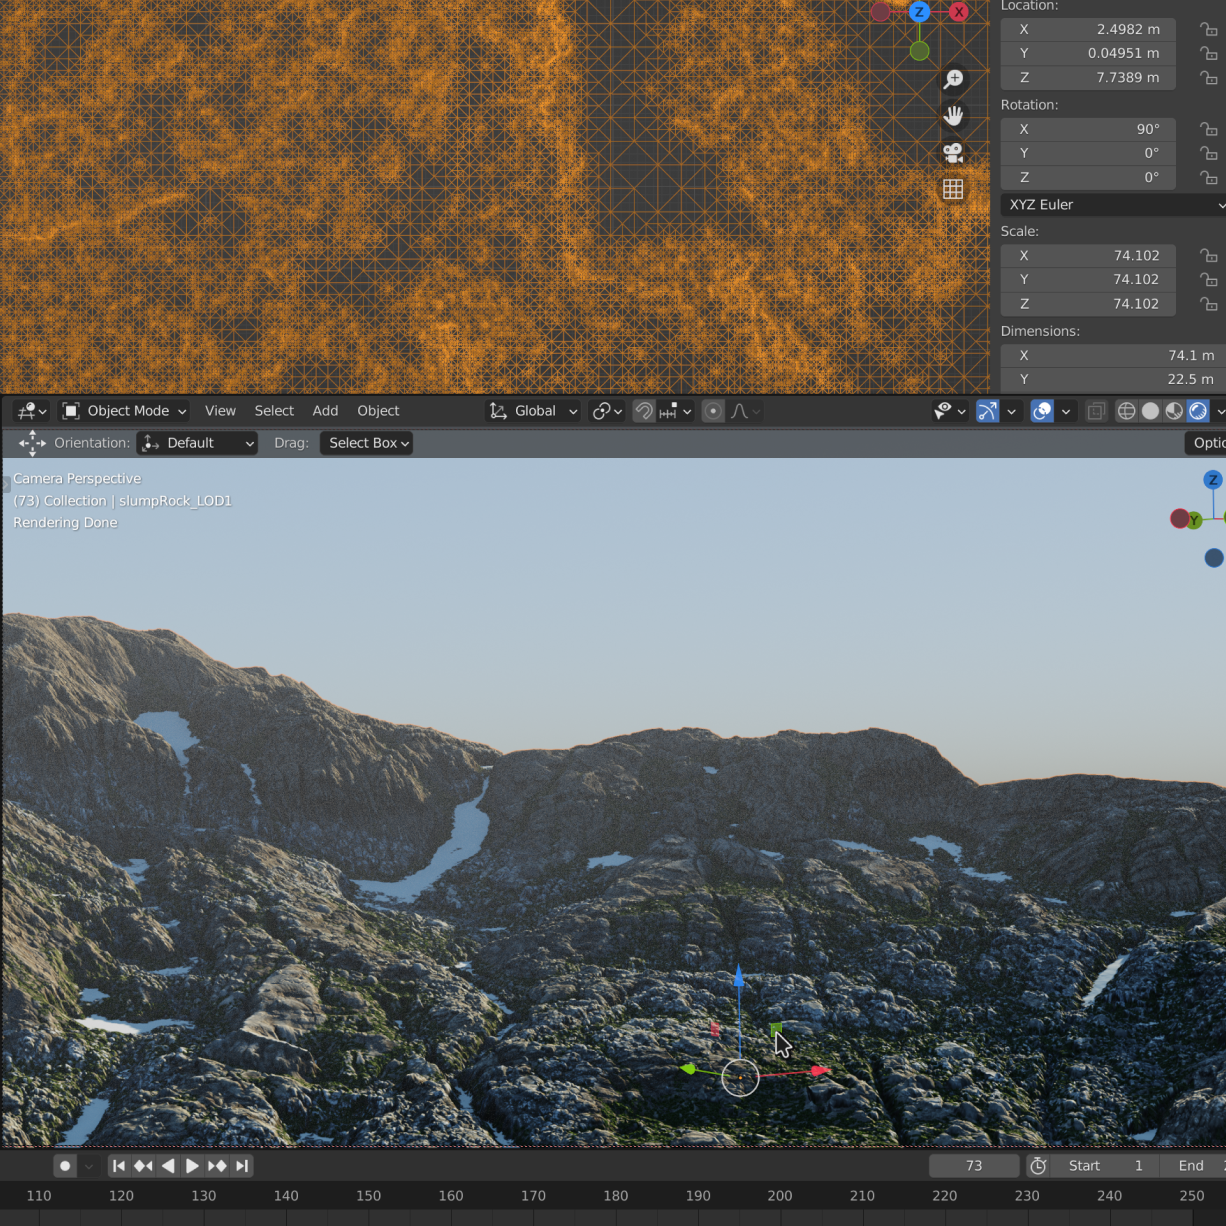 Location:
Z X X 2.4982 m
Y 0.04951 m
Z 7.7389 m
Rotation:
X 90°
Y 0°
Z 0°
XYZ Euler
Scale:
X 74.102
Y 74.102
Z 74.102
Dimensions:
X 74.1 m
Y 22.5 m
Object Mode View Select Add Object Global
Orientation: Default Drag: Select Box Optio
Camera Perspective
(73) Collection | slumpRock_LOD1
Rendering Done
Z
Y
73 Start 1 End
110 120 130 140 150 160 170 180 190 200 210 220 230 240 250